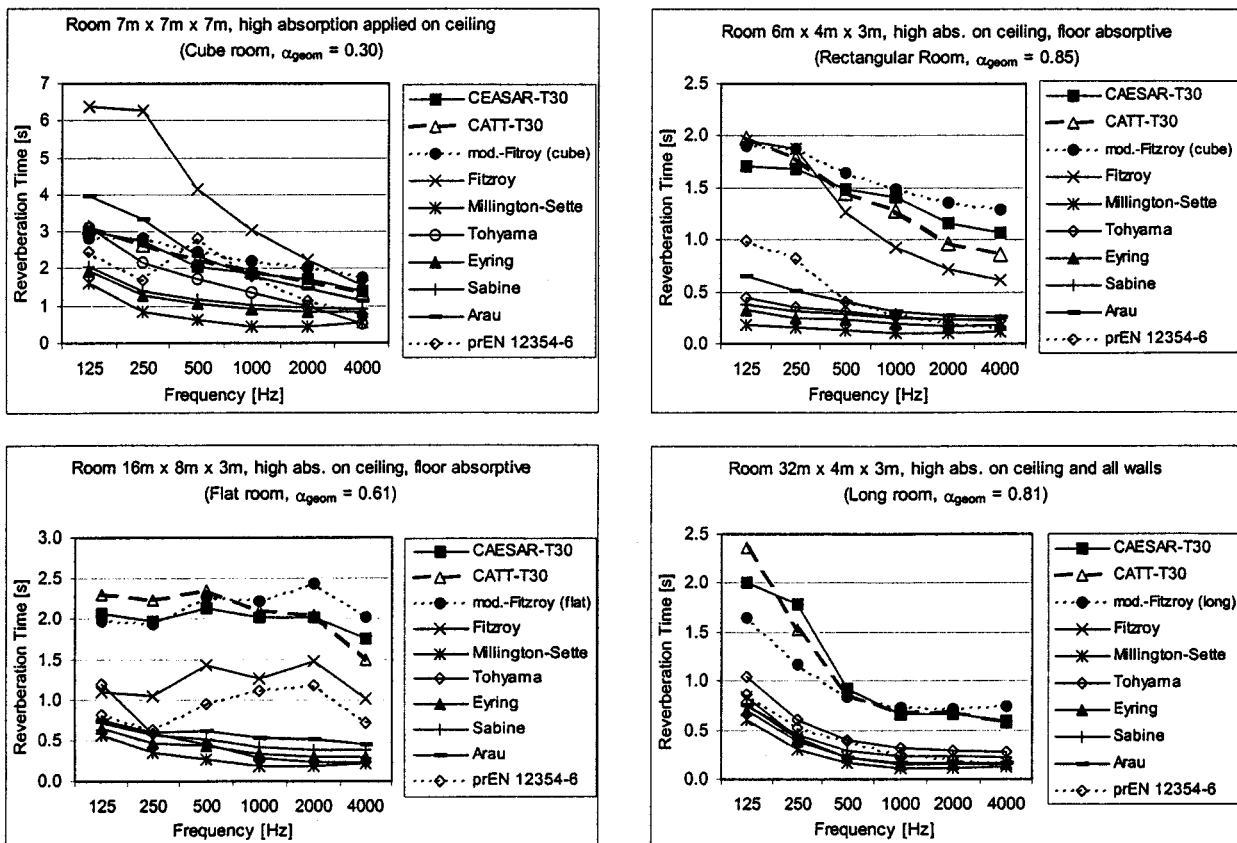 Room 7m x 7m x 7m, high absorption applied on ceiling
(Cube room, αgeom = 0.30)
Reverberation Time [s]
7
6
5
4
3
2
1
0
125 250 500 1000 2000 4000
Frequency [Hz]
CEASAR-T30
CATT-T30
mod.-Fitroy (cube)
Fitzroy
Millington-Sette
Tohyama
Eyring
Sabine
Arau
prEN 12354-6
Room 6m x 4m x 3m, high abs. on ceiling, floor absorptive
(Rectangular Room, αgeom = 0.85)
Reverberation Time [s]
2.5
2.0
1.5
1.0
0.5
0.0
125 250 500 1000 2000 4000
Frequency [Hz]
CAESAR-T30
CATT-T30
mod.-Fitzroy (cube)
Fitzroy
Millington-Sette
Tohyama
Eyring
Sabine
Arau
prEN 12354-6
Room 16m x 8m x 3m, high abs. on ceiling, floor absorptive
(Flat room, αgeom = 0.61)
Reverberation Time [s]
3.0
2.5
2.0
1.5
1.0
0.5
0.0
125 250 500 1000 2000 4000
Frequency [Hz]
CAESAR-T30
CATT-T30
mod.-Fitzroy (flat)
Fitzroy
Millington-Sette
Tohyama
Eyring
Sabine
Arau
prEN 12354-6
Room 32m x 4m x 3m, high abs. on ceiling and all walls
(Long room, αgeom = 0.81)
Reverberation Time [s]
2.5
2.0
1.5
1.0
0.5
0.0
125 250 500 1000 2000 4000
Frequency [Hz]
CAESAR-T30
CATT-T30
mod.-Fitzroy (long)
Fitzroy
Millington-Sette
Tohyama
Eyring
Sabine
Arau
prEN 12354-6